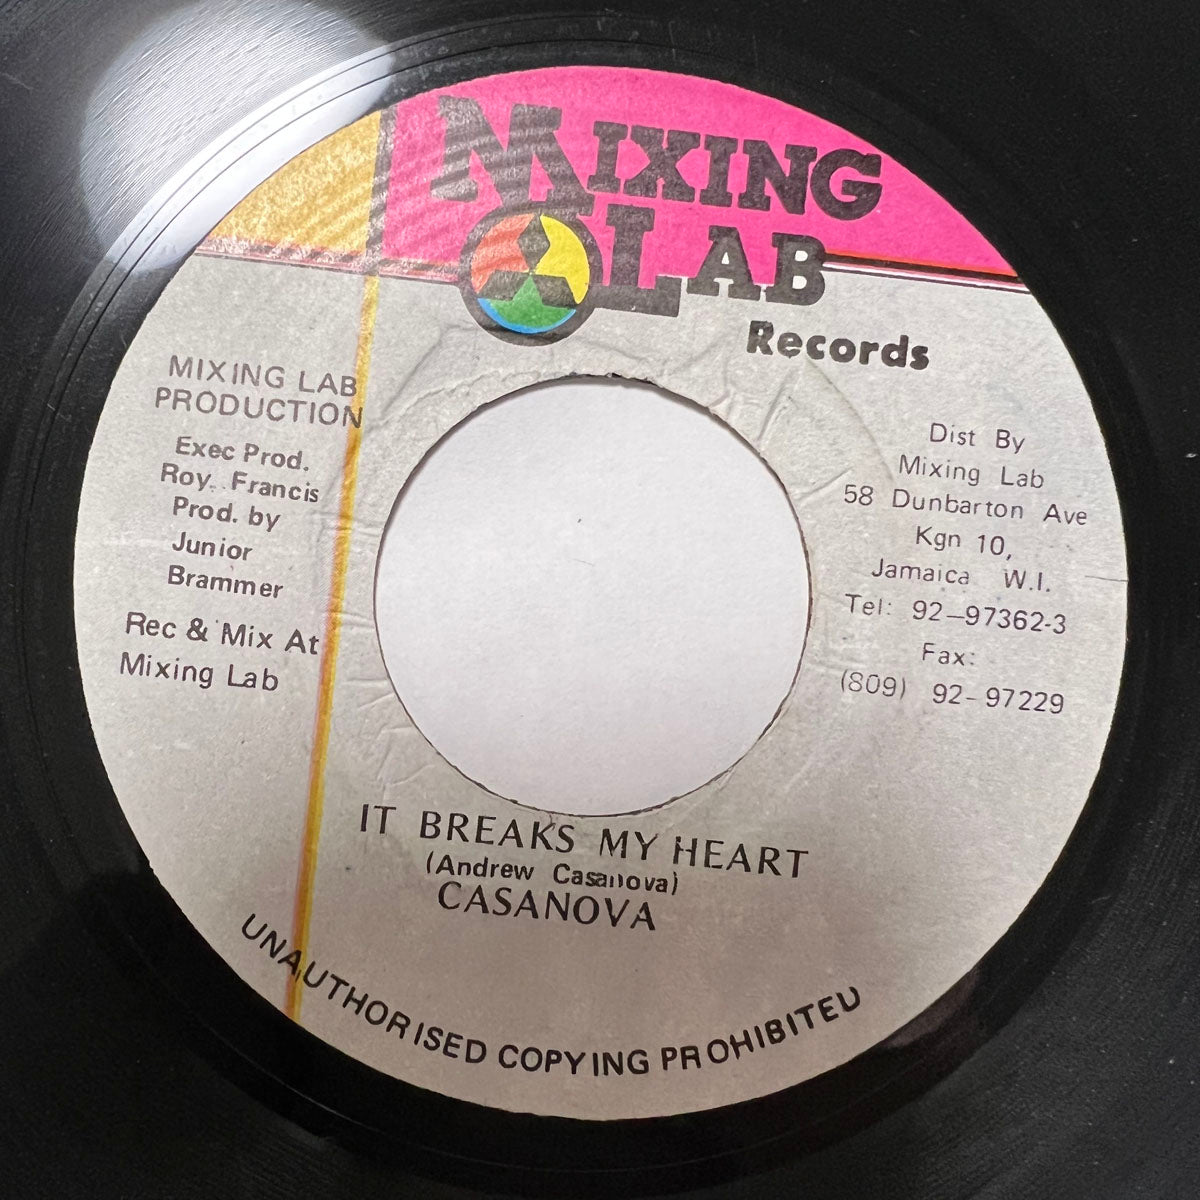 MIXING
LAB
Records
MIXING LAB
PRODUCTION
Exec Prod.
Roy. Francis
Prod. by
Junior
Brammer
Rec & Mix At
Mixing Lab
Dist By
Mixing Lab
58 Dunbarton Ave
Kgn 10,
Jamaica W.I.
Tel: 92-97362-3
Fax:
(809) 92-97229
IT BREAKS MY HEART
(Andrew Casanova)
CASANOVA
UNAUTHORISED COPYING PROHIBITED